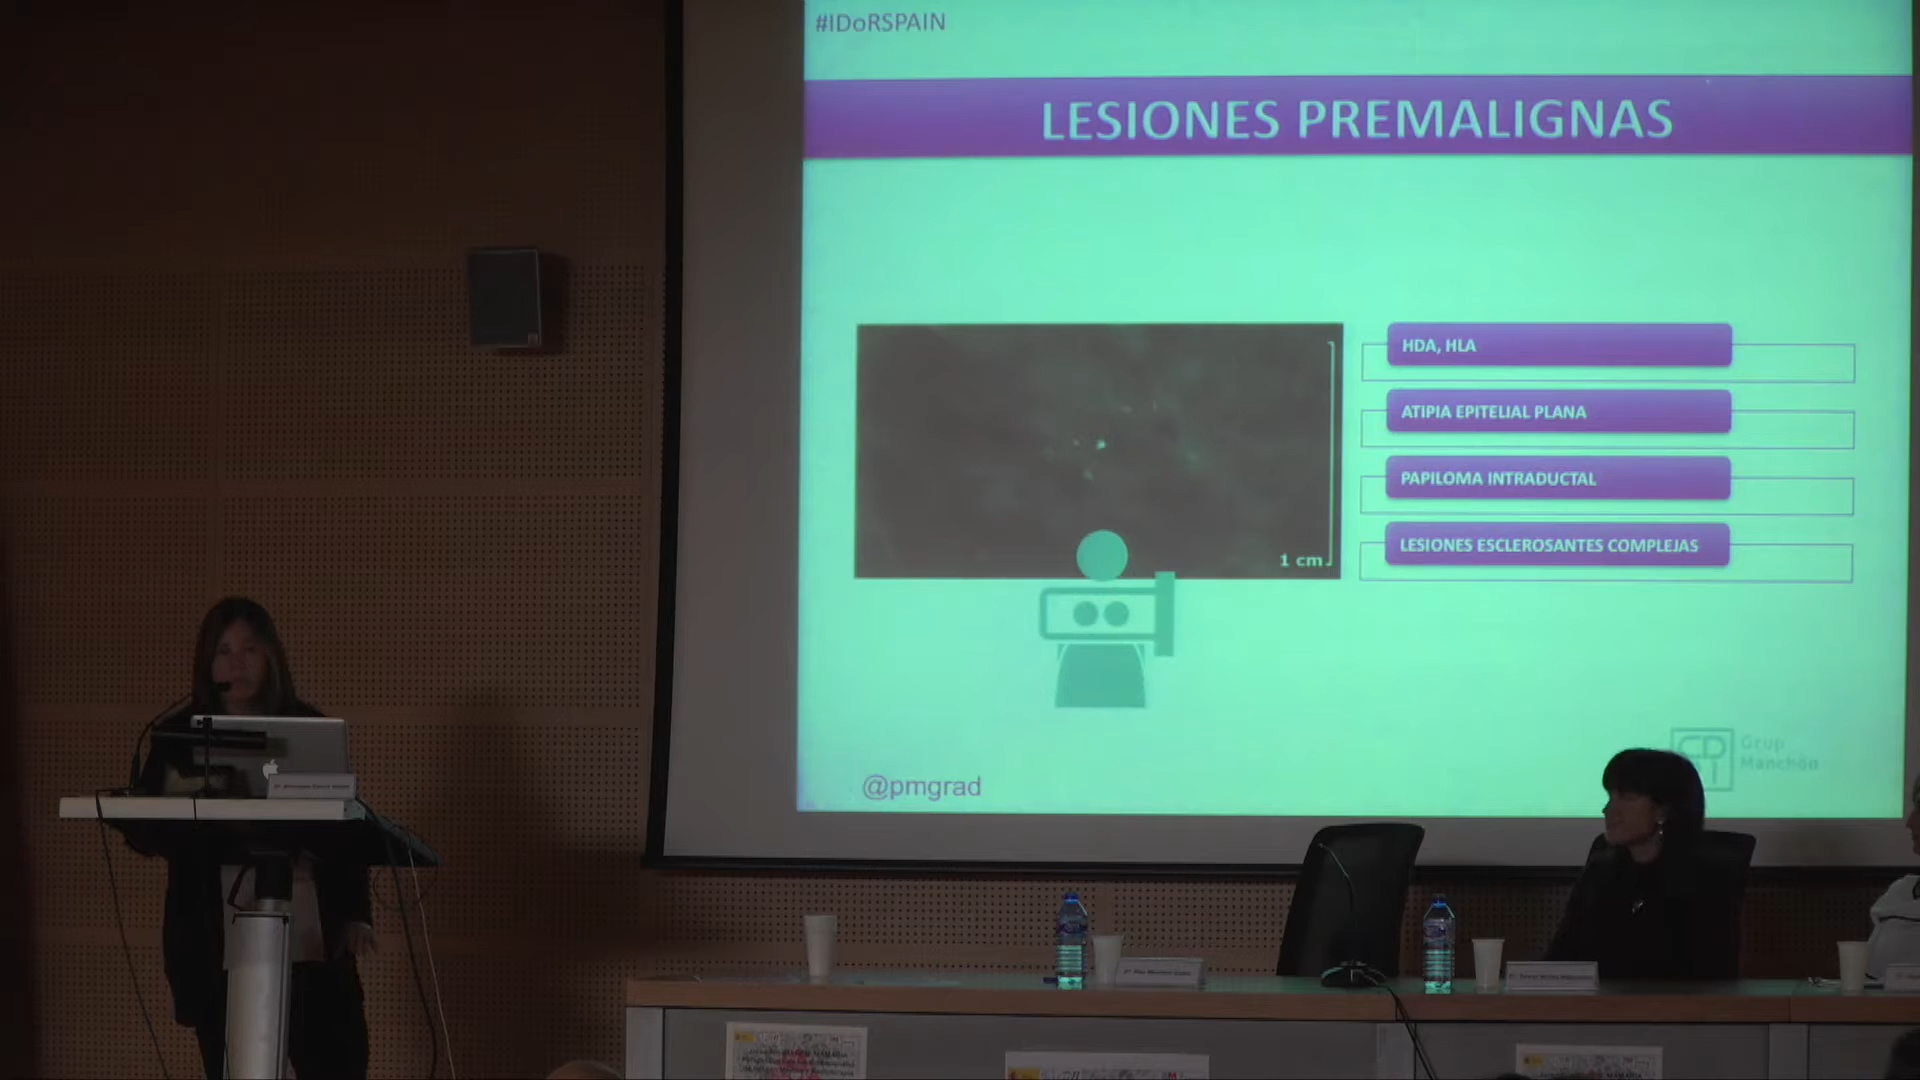 #IDoRSPAIN
LESIONES PREMALIGNAS
HDA, HLA
ATIPIA EPITELIAL PLANA
PAPILOMA INTRADUCTAL
LESIONES ESCLEROSANTES COMPLEJAS
1 cm
@pmgrad
Grup
Manchón